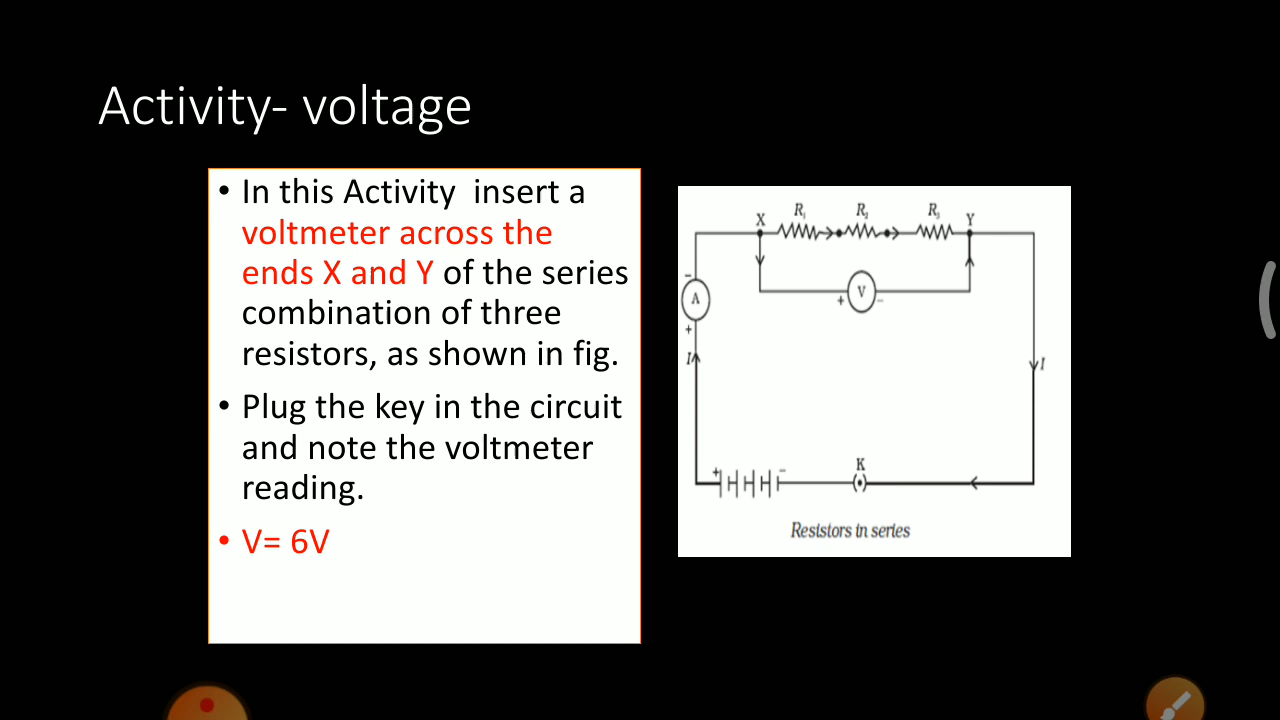 Activity- voltage
• In this Activity insert a
voltmeter across the
ends X and Y of the series
combination of three
resistors, as shown in fig.
• Plug the key in the circuit
and note the voltmeter
reading.
• V= 6V
X R₁ R₂ R₃ Y
+ V −
−
A
+
I
I
+ −
K
Resistors in series